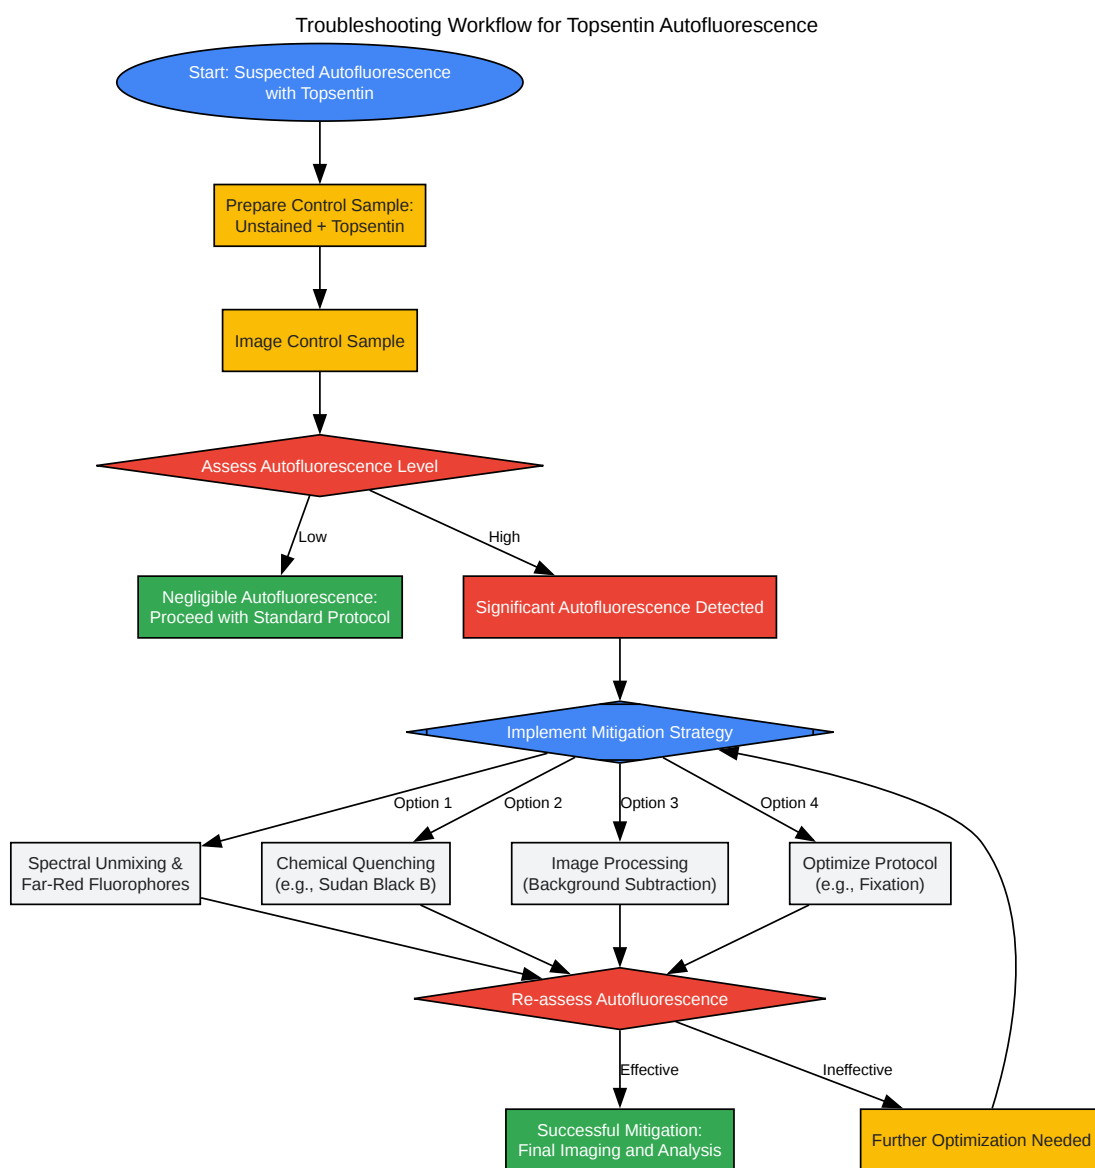 Troubleshooting Workflow for Topsentin Autofluorescence
Start: Suspected Autofluorescence
with Topsentin
Prepare Control Sample:
Unstained + Topsentin
Image Control Sample
Assess Autofluorescence Level
Low
High
Negligible Autofluorescence:
Proceed with Standard Protocol
Significant Autofluorescence Detected
Implement Mitigation Strategy
Option 1
Option 2
Option 3
Option 4
Spectral Unmixing &
Far-Red Fluorophores
Chemical Quenching
(e.g., Sudan Black B)
Image Processing
(Background Subtraction)
Optimize Protocol
(e.g., Fixation)
Re-assess Autofluorescence
Effective
Ineffective
Successful Mitigation:
Final Imaging and Analysis
Further Optimization Needed